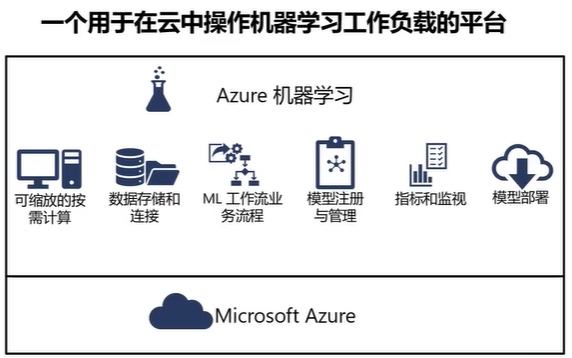 一个用于在云中操作机器学习工作负载的平台
Azure 机器学习
可缩放的按
需计算
数据存储和
连接
ML 工作流业
务流程
模型注册
与管理
指标和监视
模型部署
Microsoft Azure